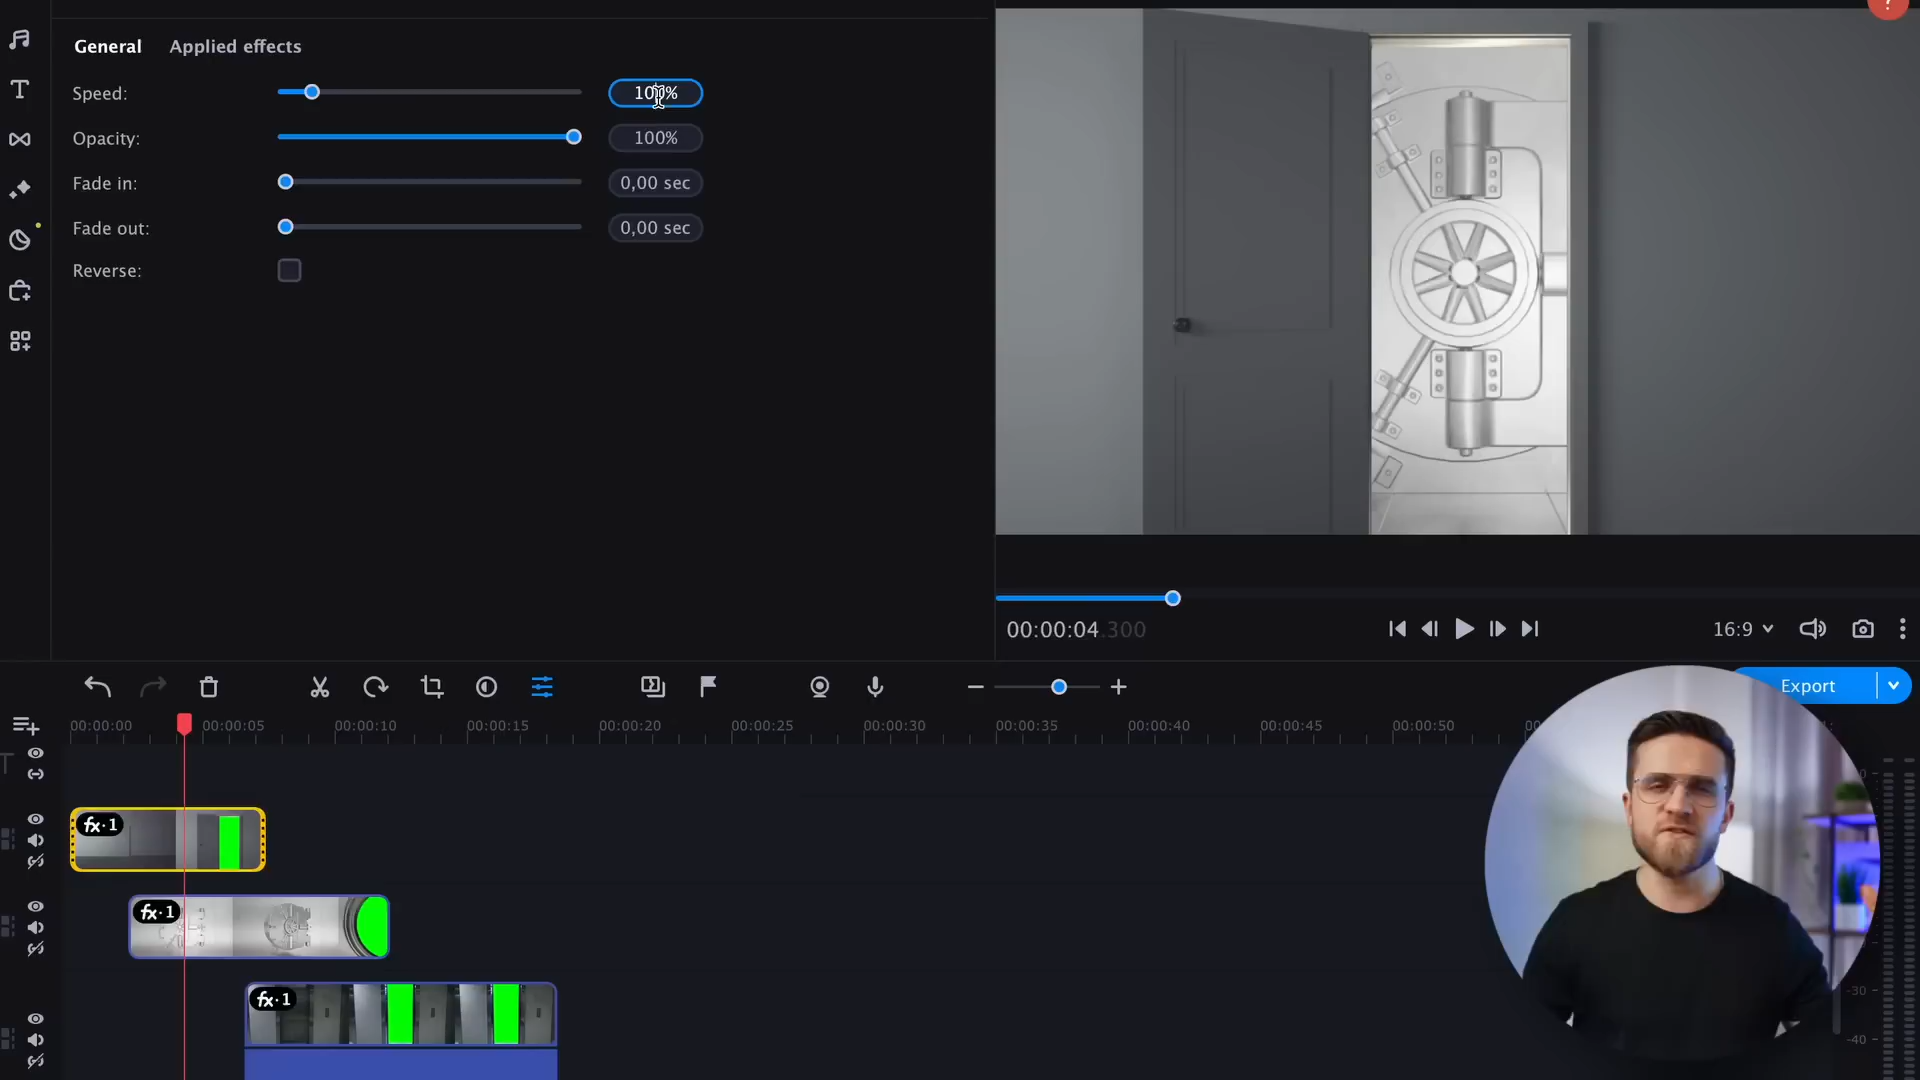 ?
General Applied effects
Speed: 100%
Opacity: 100%
Fade in: 0,00 sec
Fade out: 0,00 sec
Reverse:
00:00:04.300
16:9
Export
00:00:00 00:00:05 00:00:10 00:00:15 00:00:20 00:00:25 00:00:30 00:00:35 00:00:40 00:00:45 00:00:50
fx·1
fx·1
fx·1
-30
-40